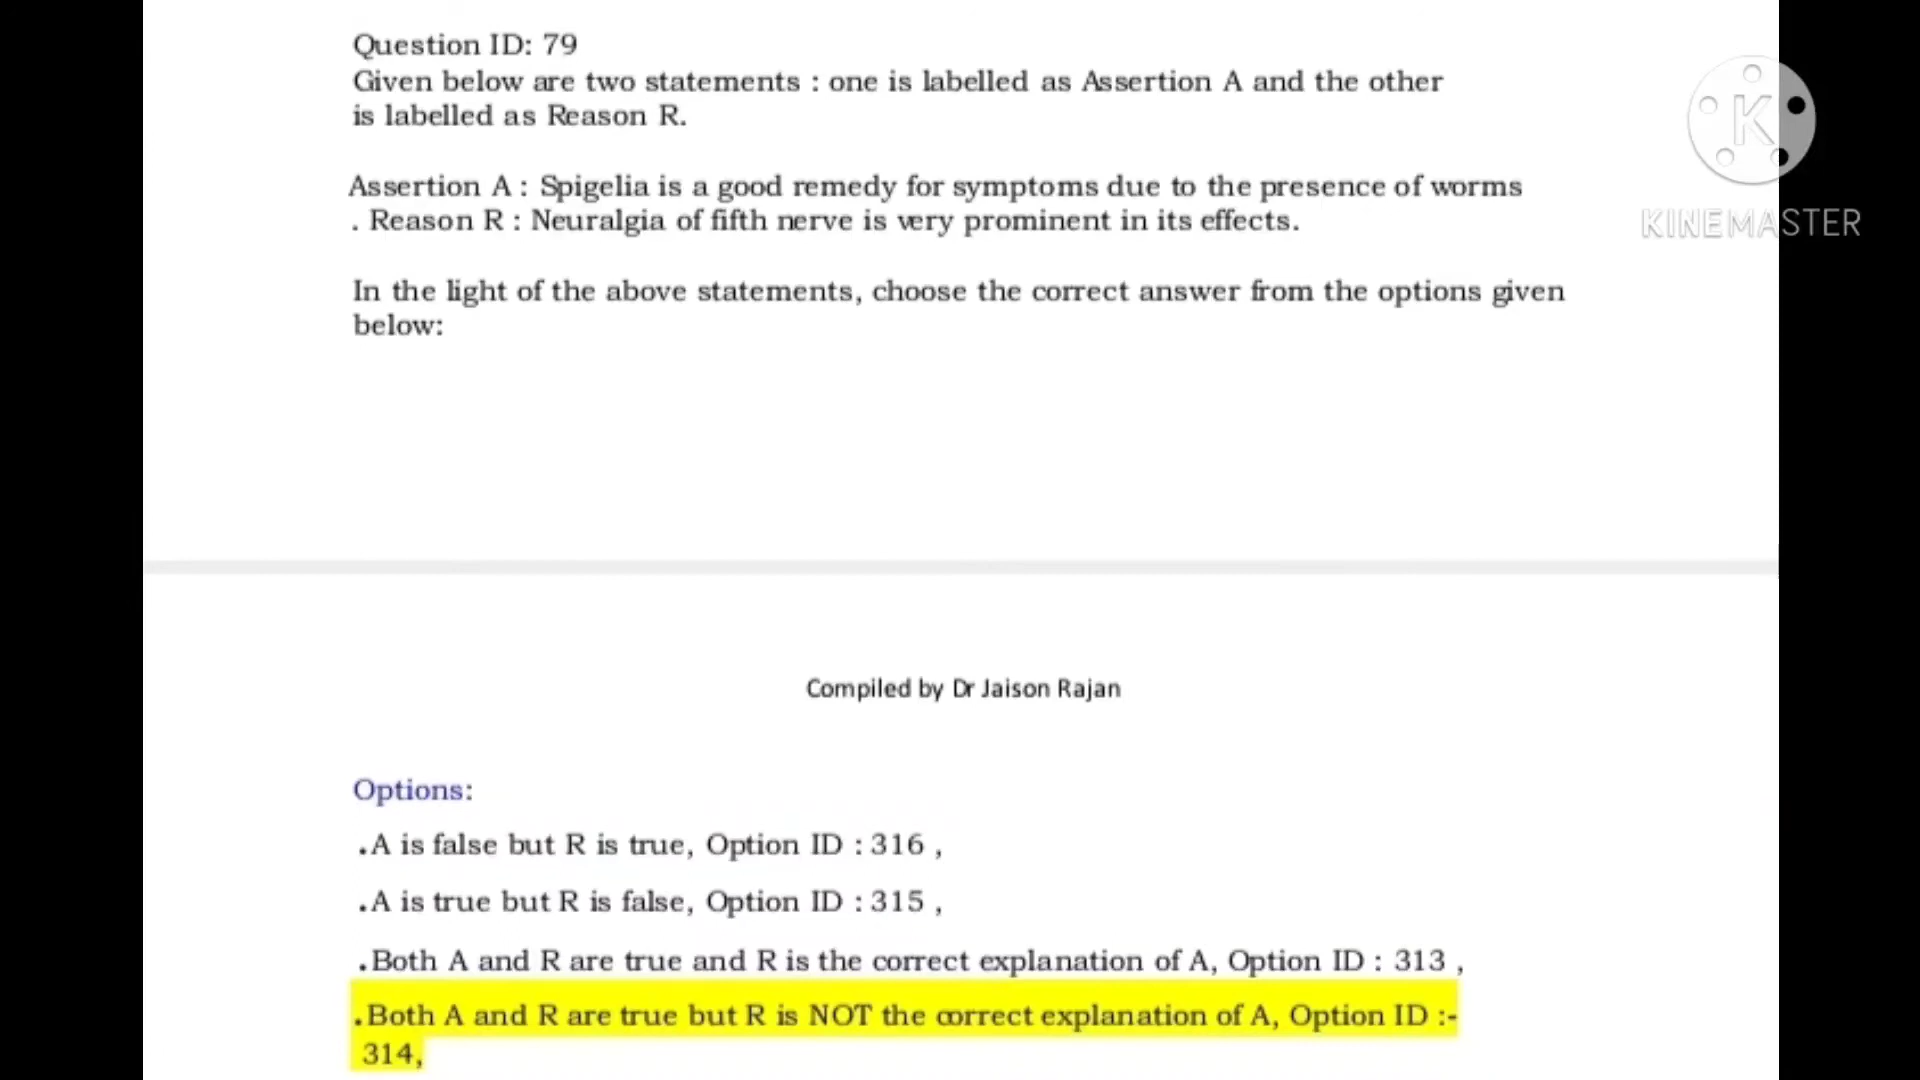 Question ID: 79
Given below are two statements : one is labelled as Assertion A and the other
is labelled as Reason R.
Assertion A : Spigelia is a good remedy for symptoms due to the presence of worms
. Reason R : Neuralgia of fifth nerve is very prominent in its effects.
In the light of the above statements, choose the correct answer from the options given
below:
K
KINEMASTER
Compiled by Dr Jaison Rajan
Options:
.A is false but R is true, Option ID : 316 ,
.A is true but R is false, Option ID : 315 ,
.Both A and R are true and R is the correct explanation of A, Option ID : 313 ,
.Both A and R are true but R is NOT the correct explanation of A, Option ID :-
314,